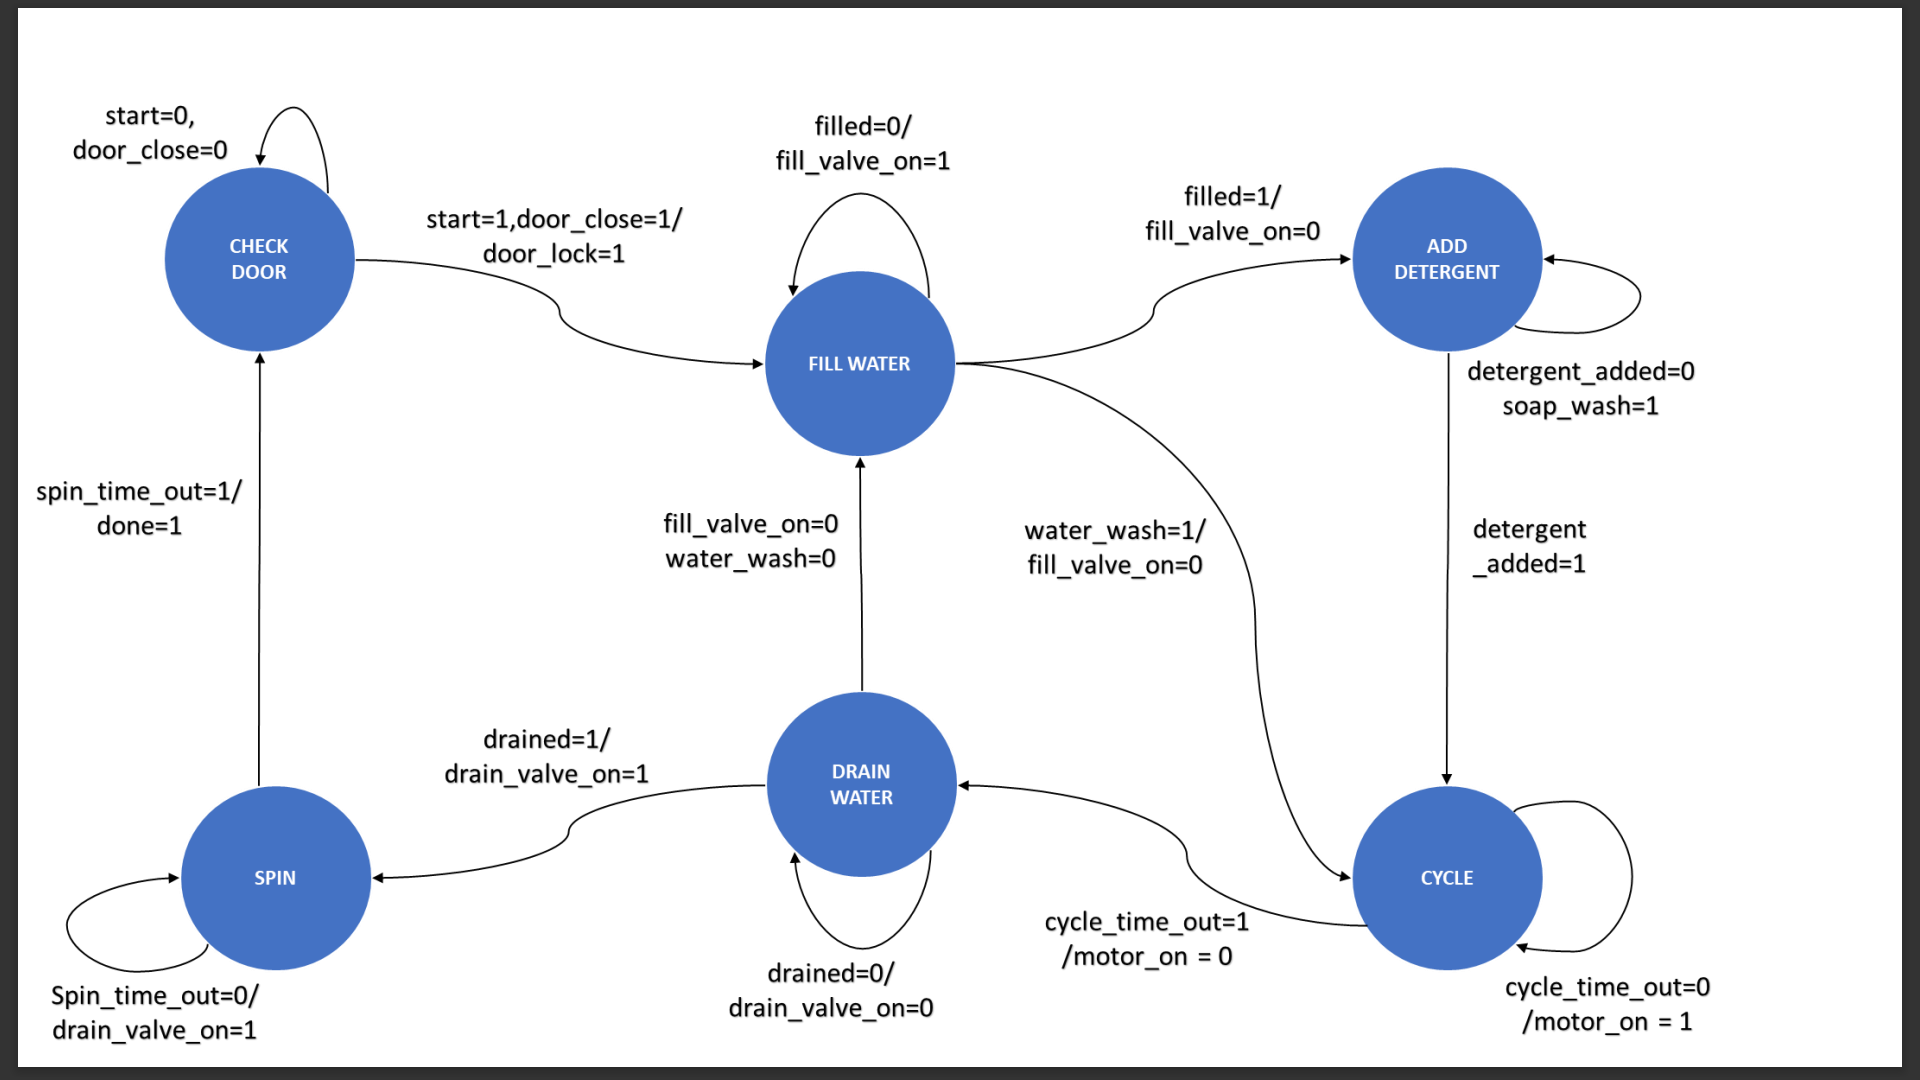 start=0,
door_close=0
filled=0/
fill_valve_on=1
start=1,door_close=1/
door_lock=1
filled=1/
fill_valve_on=0
CHECK
DOOR
FILL WATER
ADD
DETERGENT
detergent_added=0
soap_wash=1
spin_time_out=1/
done=1
fill_valve_on=0
water_wash=0
water_wash=1/
fill_valve_on=0
detergent
_added=1
drained=1/
drain_valve_on=1
DRAIN
WATER
SPIN
CYCLE
cycle_time_out=1
/motor_on = 0
drained=0/
drain_valve_on=0
Spin_time_out=0/
drain_valve_on=1
cycle_time_out=0
/motor_on = 1